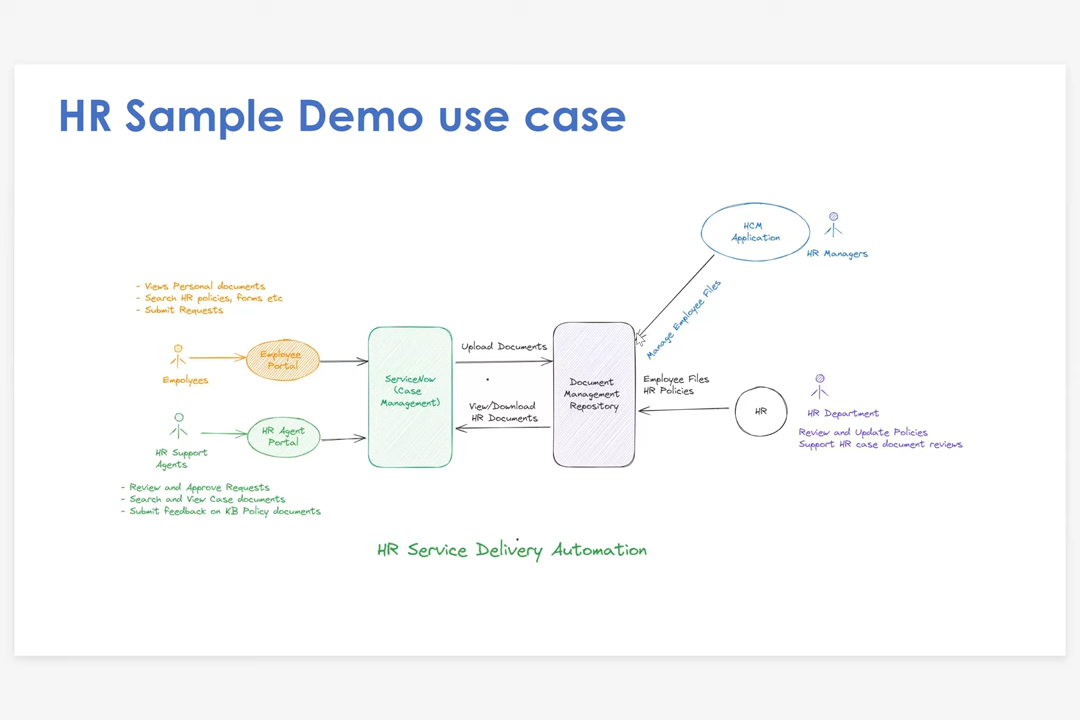 HR Sample Demo use case
HCM
Application
HR Managers
Manage Employee Files
- Views Personal documents
- Search HR policies, forms etc
- Submit Requests
Employee
Portal
Empolyees
HR Agent
Portal
HR Support
Agents
- Review and Approve Requests
- Search and View Case documents
- Submit feedback on KB Policy documents
ServiceNow
(Case
Management)
Upload Documents
View/Download
HR Documents
Document
Management
Repository
Employee Files
HR Policies
HR
HR Department
Review and Update Policies
Support HR case document reviews
HR Service Delivery Automation